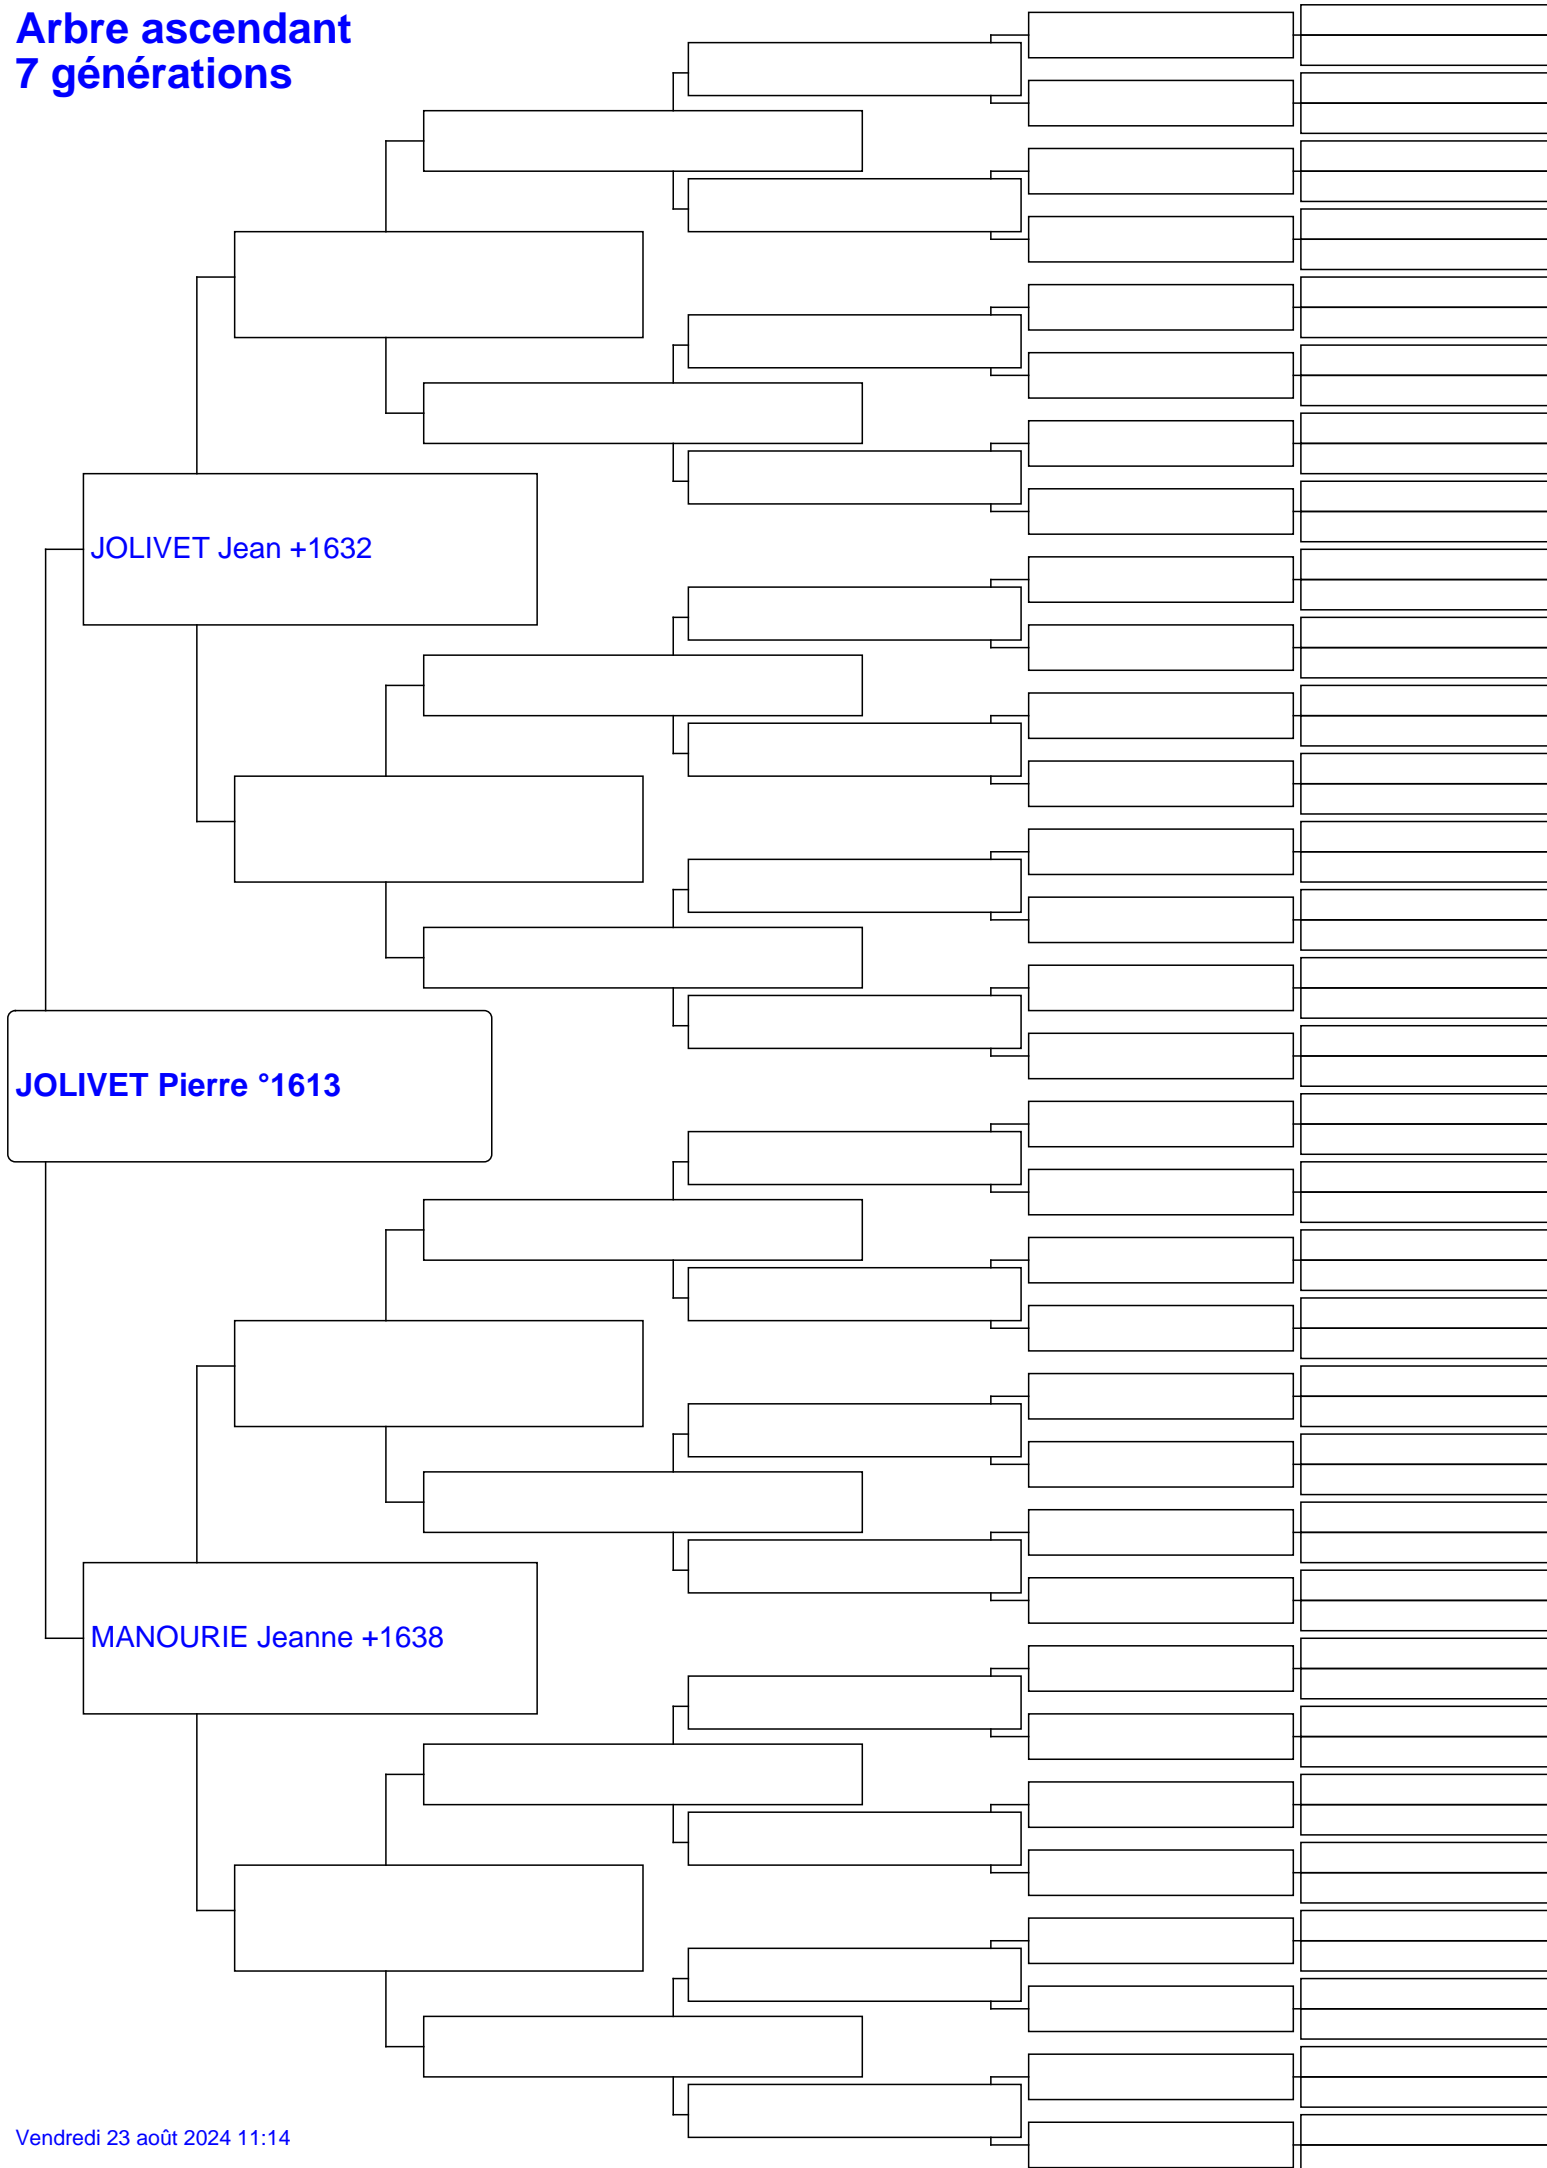 Arbre ascendant
7 générations
JOLIVET Jean +1632
JOLIVET Pierre °1613
MANOURIE Jeanne +1638
Vendredi 23 août 2024 11:14